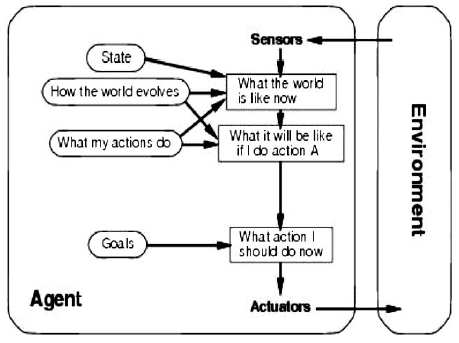 Sensors
State
How the world evolves
What the world
is like now
What my actions do
What it will be like
if I do action A
Goals
What action I
should do now
Agent
Actuators
Environment